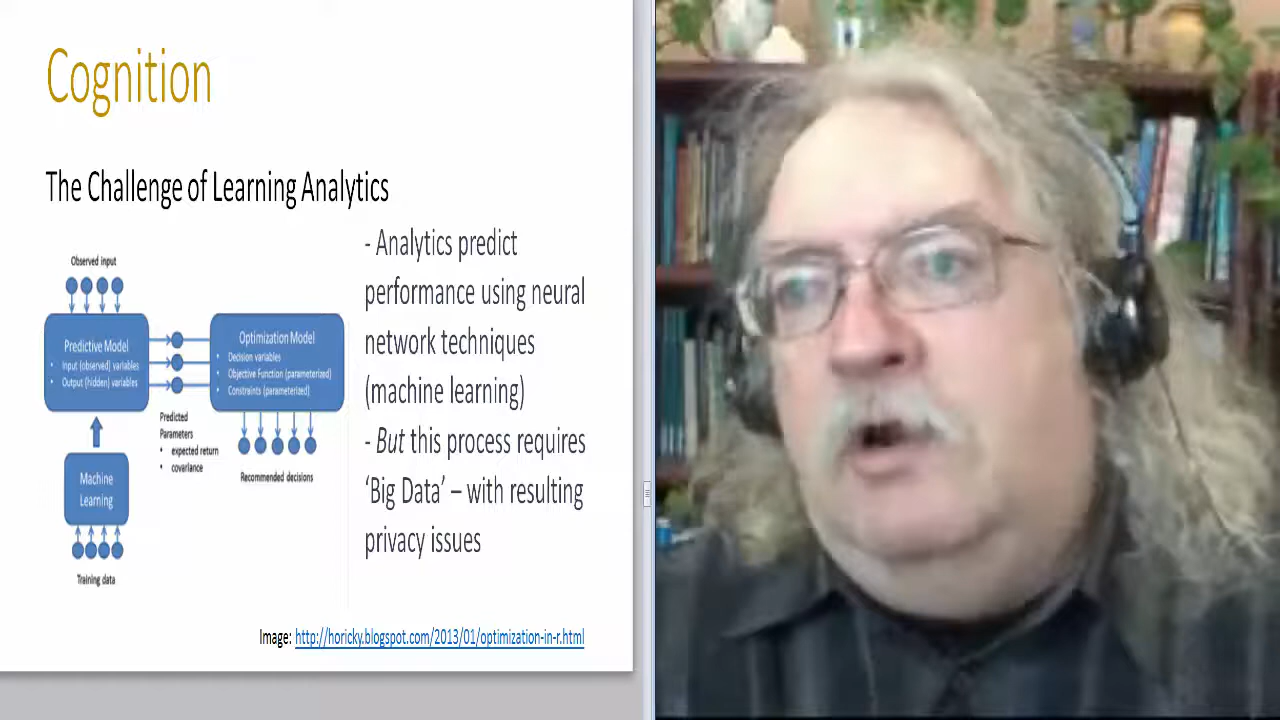 Cognition
The Challenge of Learning Analytics
- Analytics predict
performance using neural
network techniques
(machine learning)
- But this process requires
‘Big Data’ – with resulting
privacy issues
Observed input
Predictive Model
• Input (observed) variables
• Output (hidden) variables
Optimization Model
• Decision variables
• Objective Function (parameterized)
• Constraints (parameterized)
Predicted
Parameters
• expected return
• covariance
Recommended decisions
Machine
Learning
Training data
Image: http://horicky.blogspot.com/2013/01/optimization-in-r.html